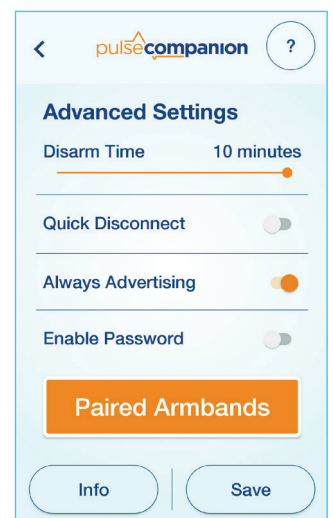 pulsecompanion
?
Advanced Settings
Disarm Time 10 minutes
Quick Disconnect
Always Advertising
Enable Password
Paired Armbands
Info Save